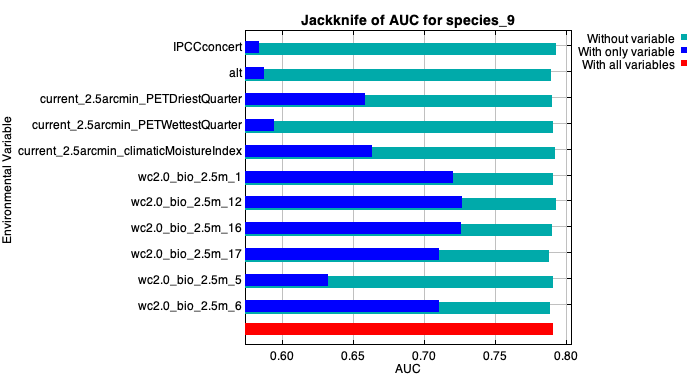 Jackknife of AUC for species_9
Without variable
With only variable
With all variables
Environmental Variable
IPCCconcert
alt
current_2.5arcmin_PETDriestQuarter
current_2.5arcmin_PETWettestQuarter
current_2.5arcmin_climaticMoistureIndex
wc2.0_bio_2.5m_1
wc2.0_bio_2.5m_12
wc2.0_bio_2.5m_16
wc2.0_bio_2.5m_17
wc2.0_bio_2.5m_5
wc2.0_bio_2.5m_6
0.60 0.65 0.70 0.75 0.80
AUC